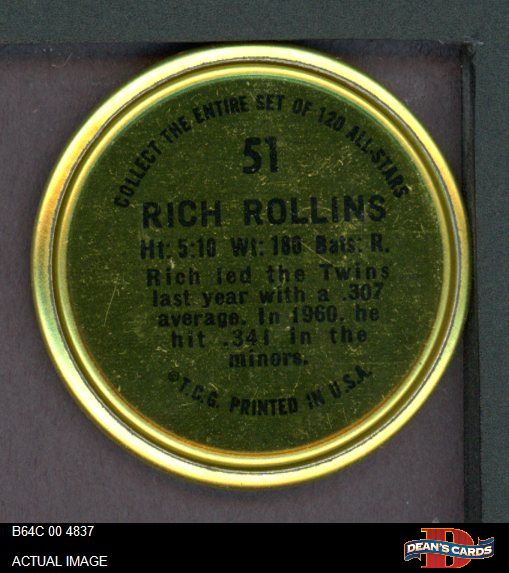 COLLECT THE ENTIRE SET OF 120 ALL-STARS
51
RICH ROLLINS
Ht: 5:10 Wt: 180 Bats: R.
Rich led the Twins
last year with a .307
average. In 1960, he
hit .341 in the
minors.
©T.C.G. PRINTED IN U.S.A.
B64C 00 4837
ACTUAL IMAGE
D
DEAN'S CARDS